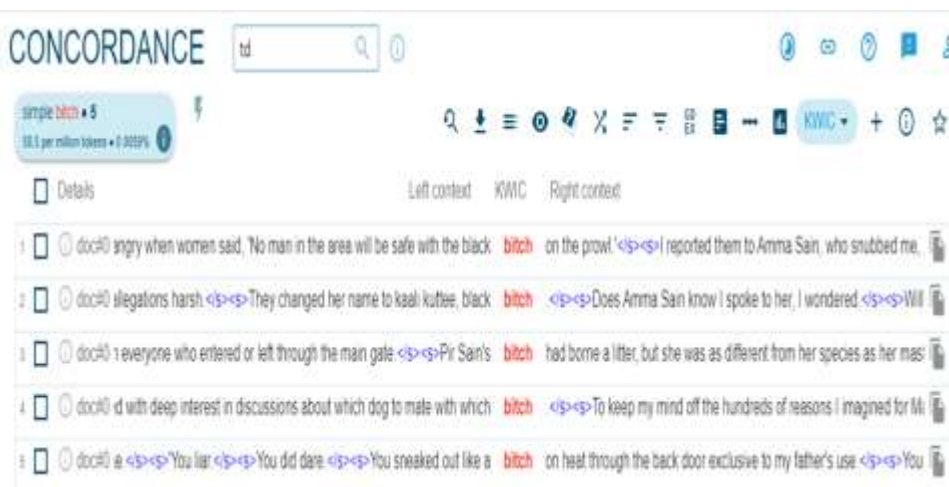 CONCORDANCE td
simple bitch • 5
per million tokens •
KWIC
Details Left context KWIC Right context
1 doc#0 angry when women said, 'No man in the area will be safe with the black bitch on the prowl.'</s><s>I reported them to Amma Sain, who snubbed me,
2 doc#0 allegations harsh.</s><s>They changed her name to kaali kuttee, black bitch </s><s>Does Amma Sain know I spoke to her, I wondered.</s><s>Will
3 doc#0 everyone who entered or left through the main gate.</s><s>Pir Sain's bitch had borne a litter, but she was as different from her species as her mas
4 doc#0 d with deep interest in discussions about which dog to mate with which bitch </s><s>To keep my mind off the hundreds of reasons I imagined for Ma
5 doc#0 e </s><s>'You liar.</s><s>You did dare.</s><s>You sneaked out like a bitch on heat through the back door exclusive to my father's use.</s><s>You